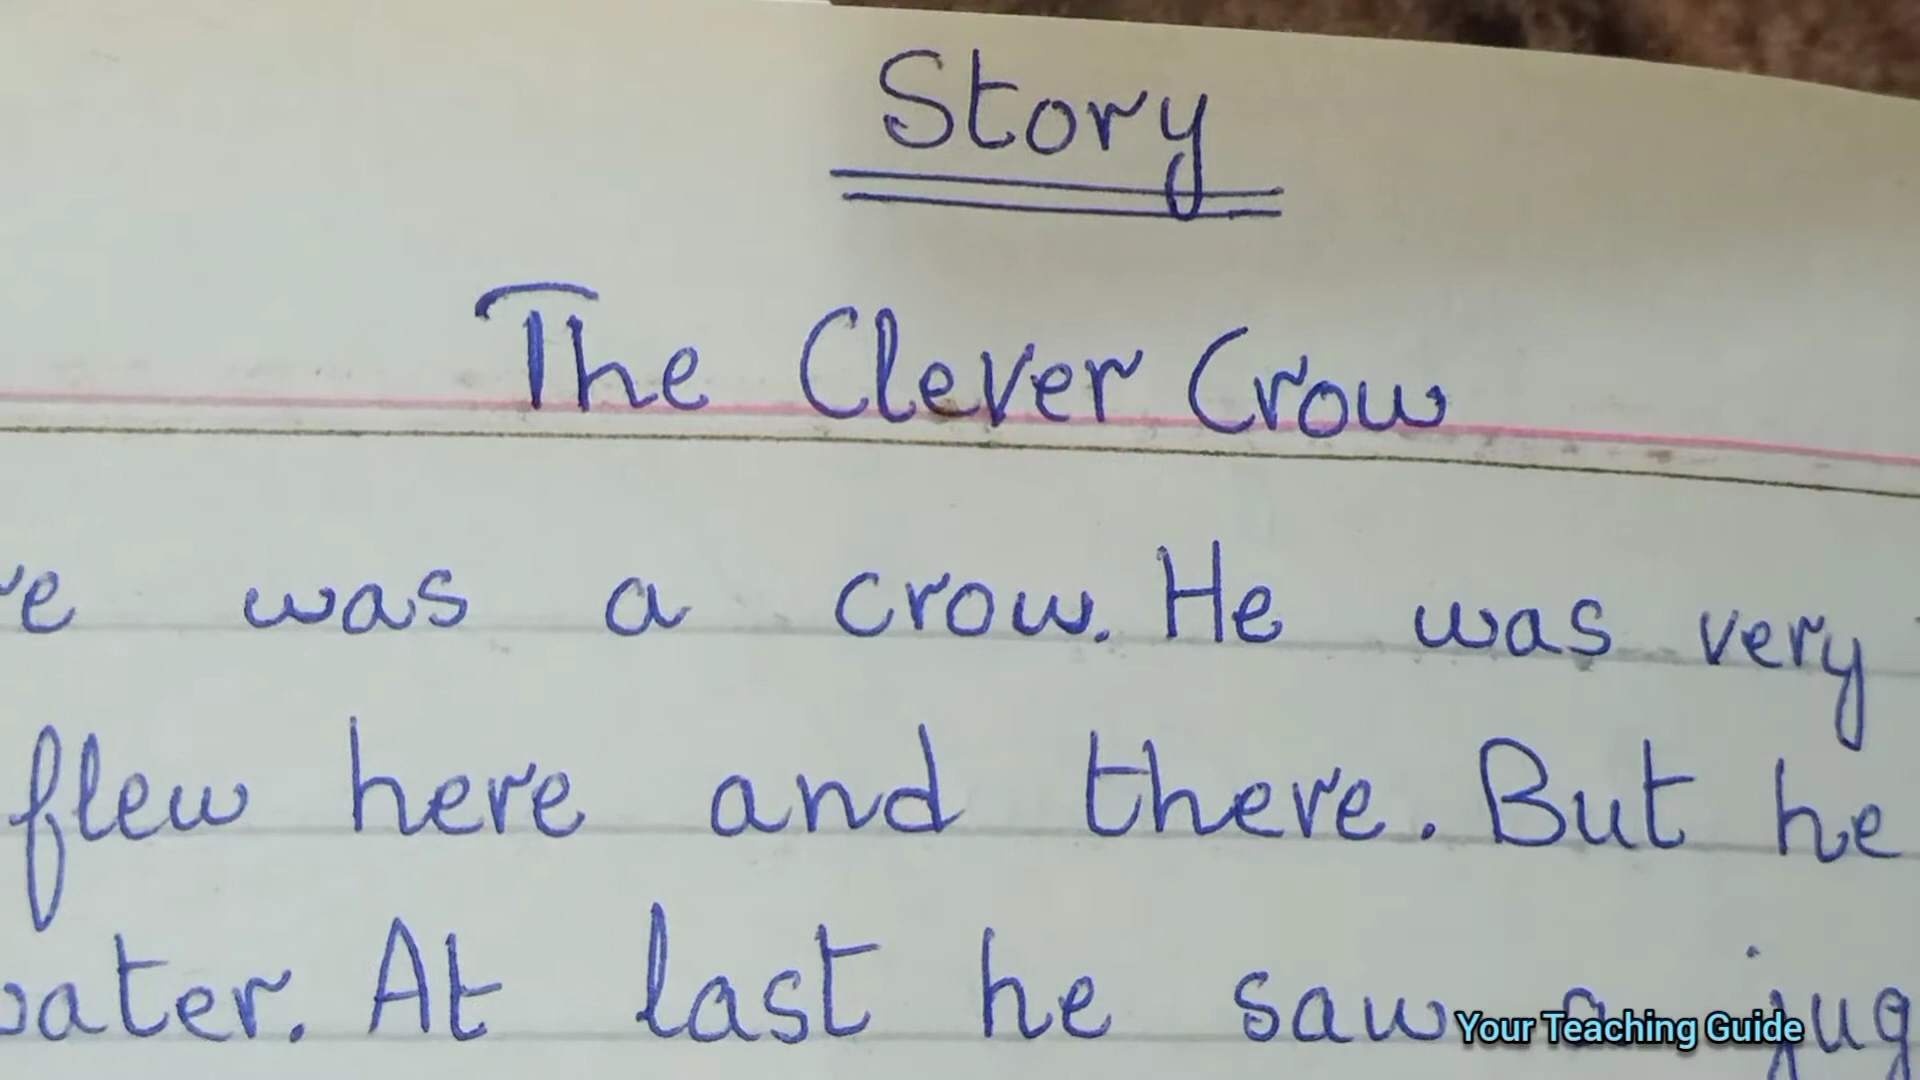 Story
The Clever Crow
was a crow. He was very
flew here and there. But he
At last he saw a jug
Your Teaching Guide